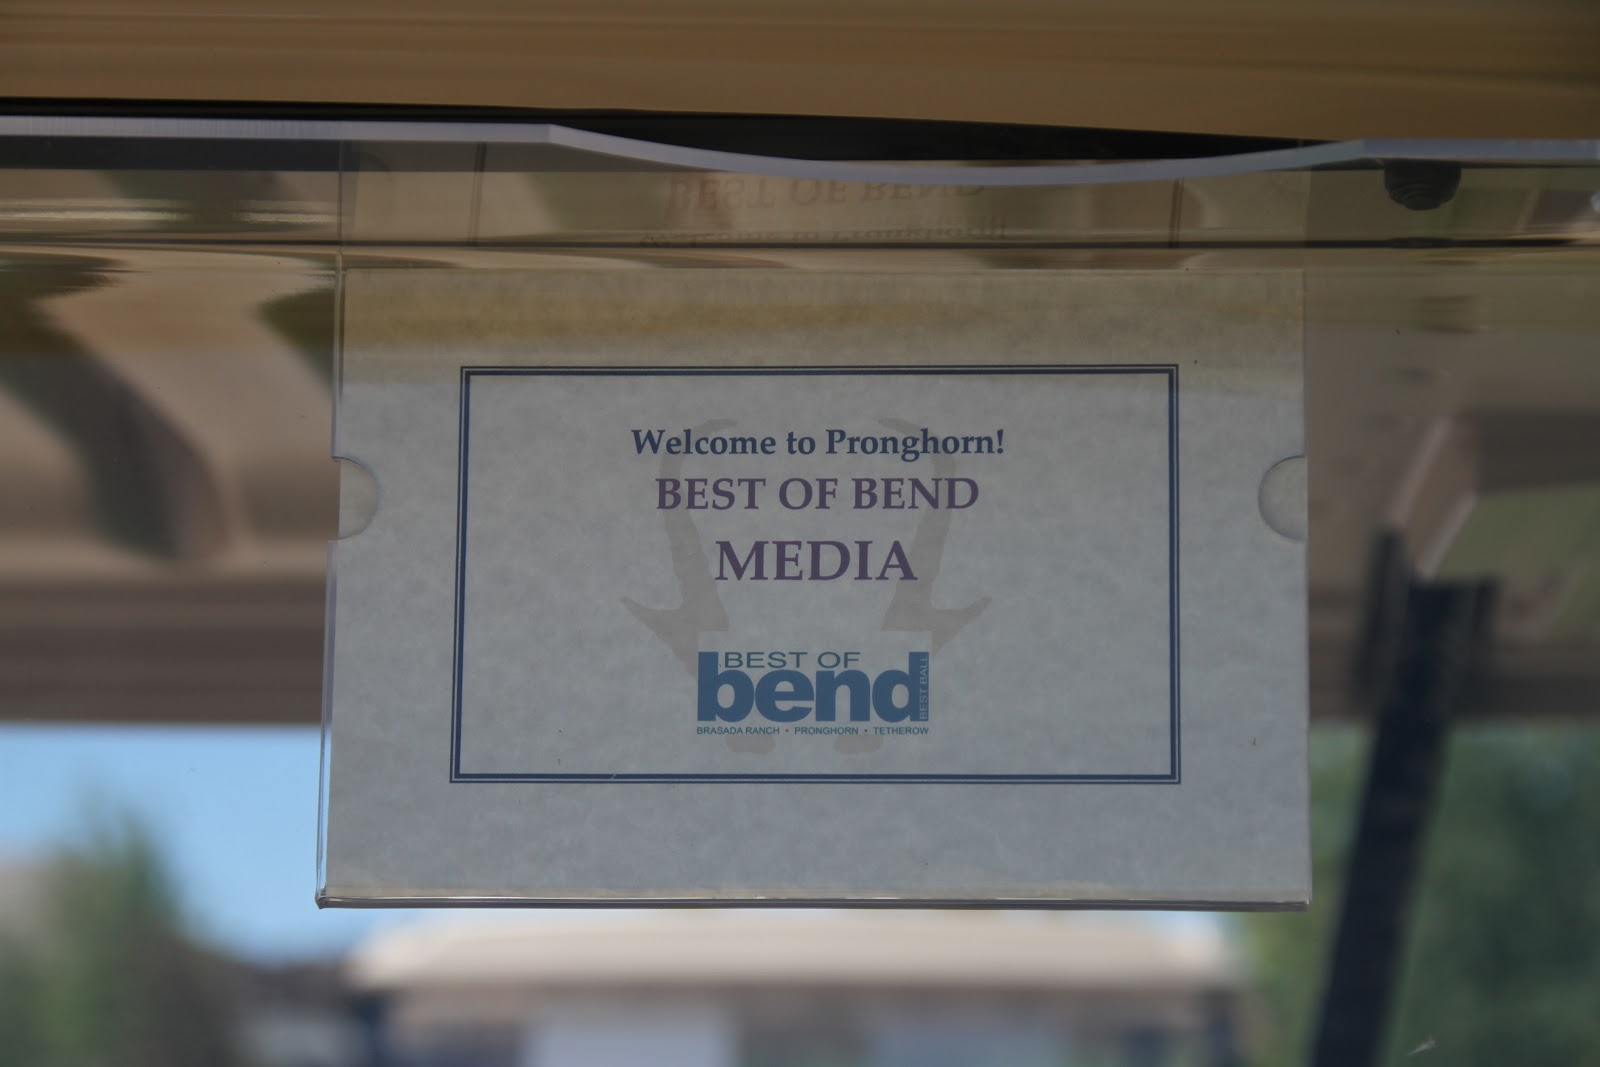 Welcome to Pronghorn!
BEST OF BEND
MEDIA
BEST OF
bend
BEST BALL
BRASADA RANCH • PRONGHORN • TETHEROW